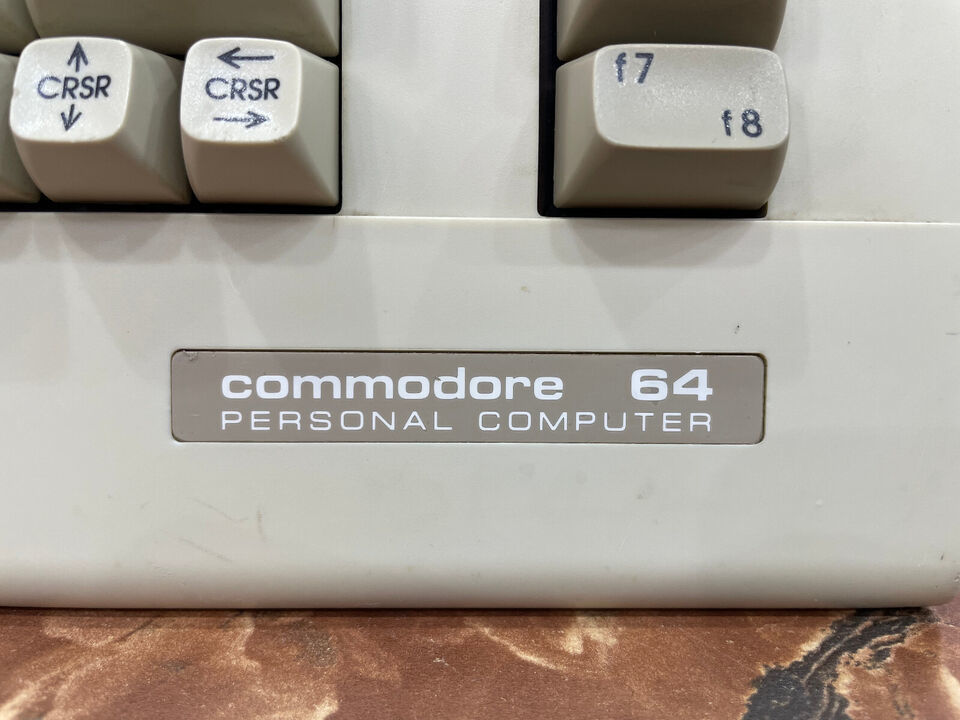 CRSR
CRSR
f7
f8
commodore 64
PERSONAL COMPUTER